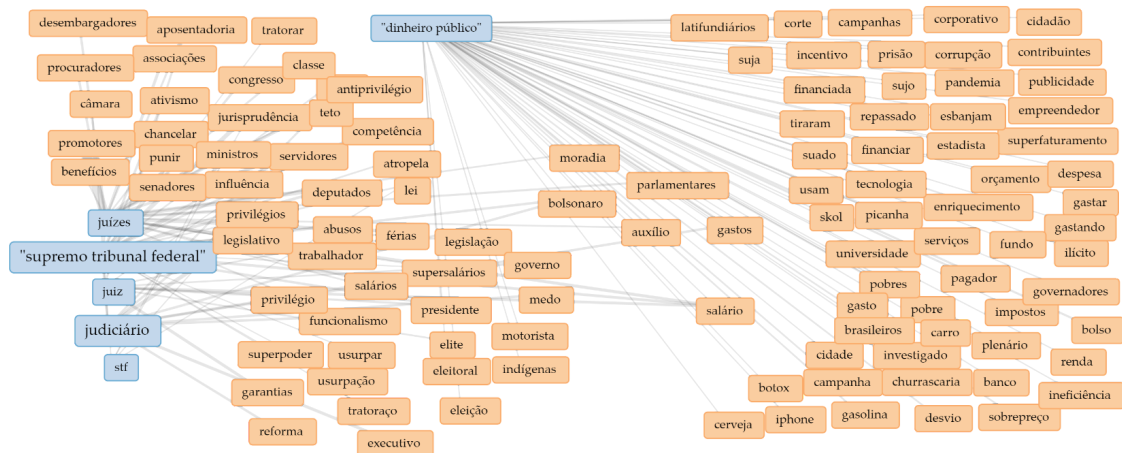 desembargadores
aposentadoria
tratorar
"dinheiro público"
latifundiários
corte
campanhas
corporativo
cidadão
procuradores
associações
classe
congresso
suja
incentivo
prisão
corrupção
contribuintes
câmara
ativismo
antiprivilégio
financiada
sujo
pandemia
publicidade
jurisprudência
teto
competência
tiraram
repassado
esbanjam
empreendedor
promotores
chancelar
punir
ministros
servidores
atropela
moradia
suado
financiar
estadista
superfaturamento
benefícios
senadores
influência
deputados
lei
parlamentares
usam
tecnologia
orçamento
despesa
juízes
privilégios
abusos
férias
bolsonaro
auxílio
gastos
skol
picanha
enriquecimento
gastar
gastando
"supremo tribunal federal"
legislativo
trabalhador
legislação
governo
universidade
serviços
fundo
ilícito
juiz
salários
supersalários
pobres
pagador
governadores
judiciário
privilégio
funcionalismo
presidente
medo
salário
gasto
pobre
impostos
bolso
stf
superpoder
usurpar
elite
motorista
brasileiros
carro
plenário
renda
garantias
usurpação
eleitoral
indígenas
cidade
investigado
ineficiência
reforma
tratoraço
eleição
botox
campanha
churrascaria
banco
executivo
cerveja
iphone
gasolina
desvio
sobrepreço